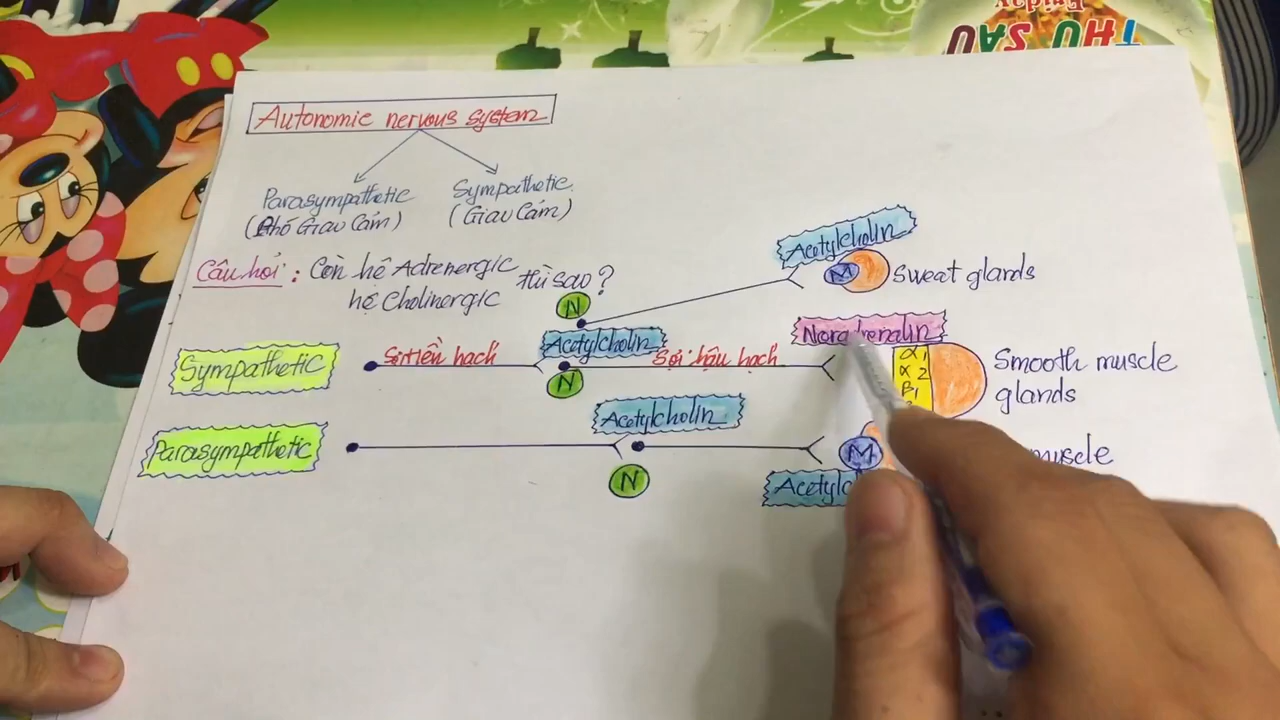 THU SAU
Autonomic nervous system
Parasympathetic Sympathetic
(Phó Giao Cảm) (Giao Cảm)
Câu hỏi : Còn hệ Adrenergic thì sao?
hệ Cholinergic
Acetylcholin
N M Sweat glands
Noradrenalin
Sympathetic Sợi tiền hạch Acetylcholin Sợi hậu hạch α1 Smooth muscle
N α2 glands
β1
Acetylcholin
Parasympathetic M muscle
N Acetylc